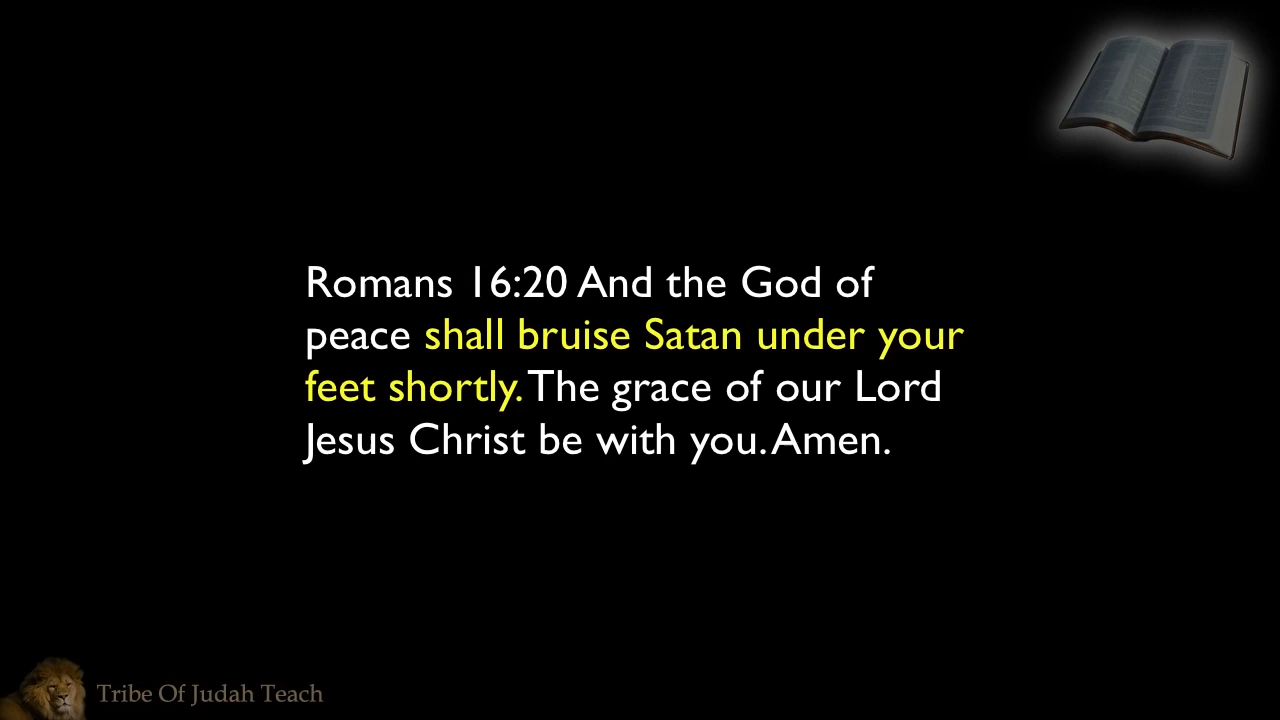 Romans 16:20 And the God of
peace shall bruise Satan under your
feet shortly. The grace of our Lord
Jesus Christ be with you. Amen.
Tribe Of Judah Teach